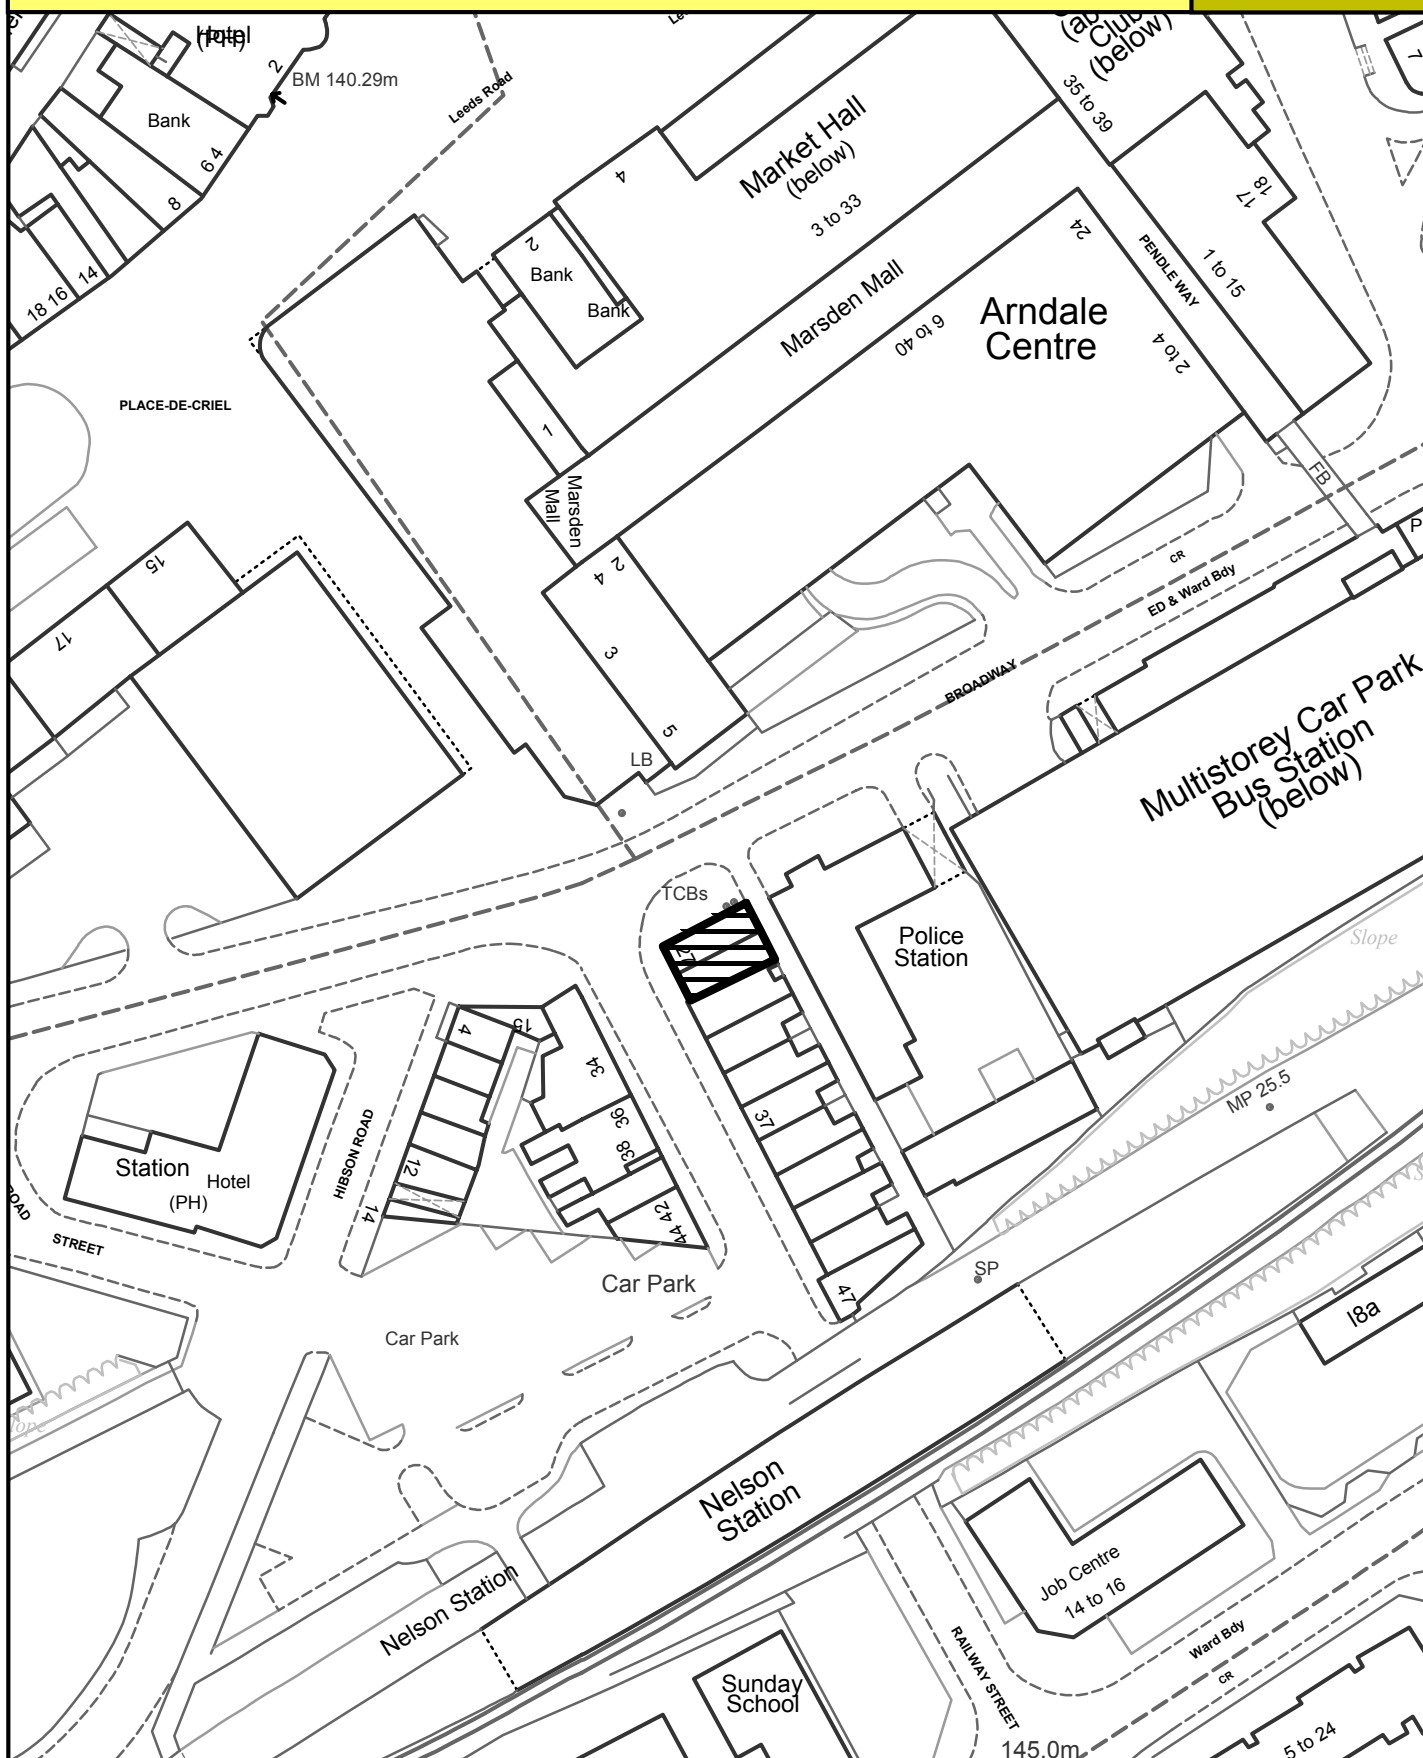 Hotel
(PH)
2
BM 140.29m
Bank
6 4
8
14
18 16
Leeds Road
Market Hall
(below)
3 to 33
4
2
Bank
Bank
Club
(below)
35 to 39
7
18
17
24
PENDLE WAY
1 to 15
Marsden Mall
6 to 40
Arndale
Centre
2 to 4
PLACE-DE-CRIEL
1
Marsden
Mall
FB
15
17
2
4
3
5
CR
ED & Ward Bdy
BROADWAY
LB
Multistorey Car Park
Bus Station
(below)
TCBs
27
Police
Station
Slope
MP 25.5
4
15
34
36
38
44 42
37
47
HIBSON ROAD
12
14
Station
Hotel
(PH)
ROAD
STREET
Car Park
Car Park
SP
18a
Nelson
Station
Nelson Station
Job Centre
14 to 16
RAILWAY STREET
Ward Bdy
CR
Sunday
School
145.0m
5 to 24